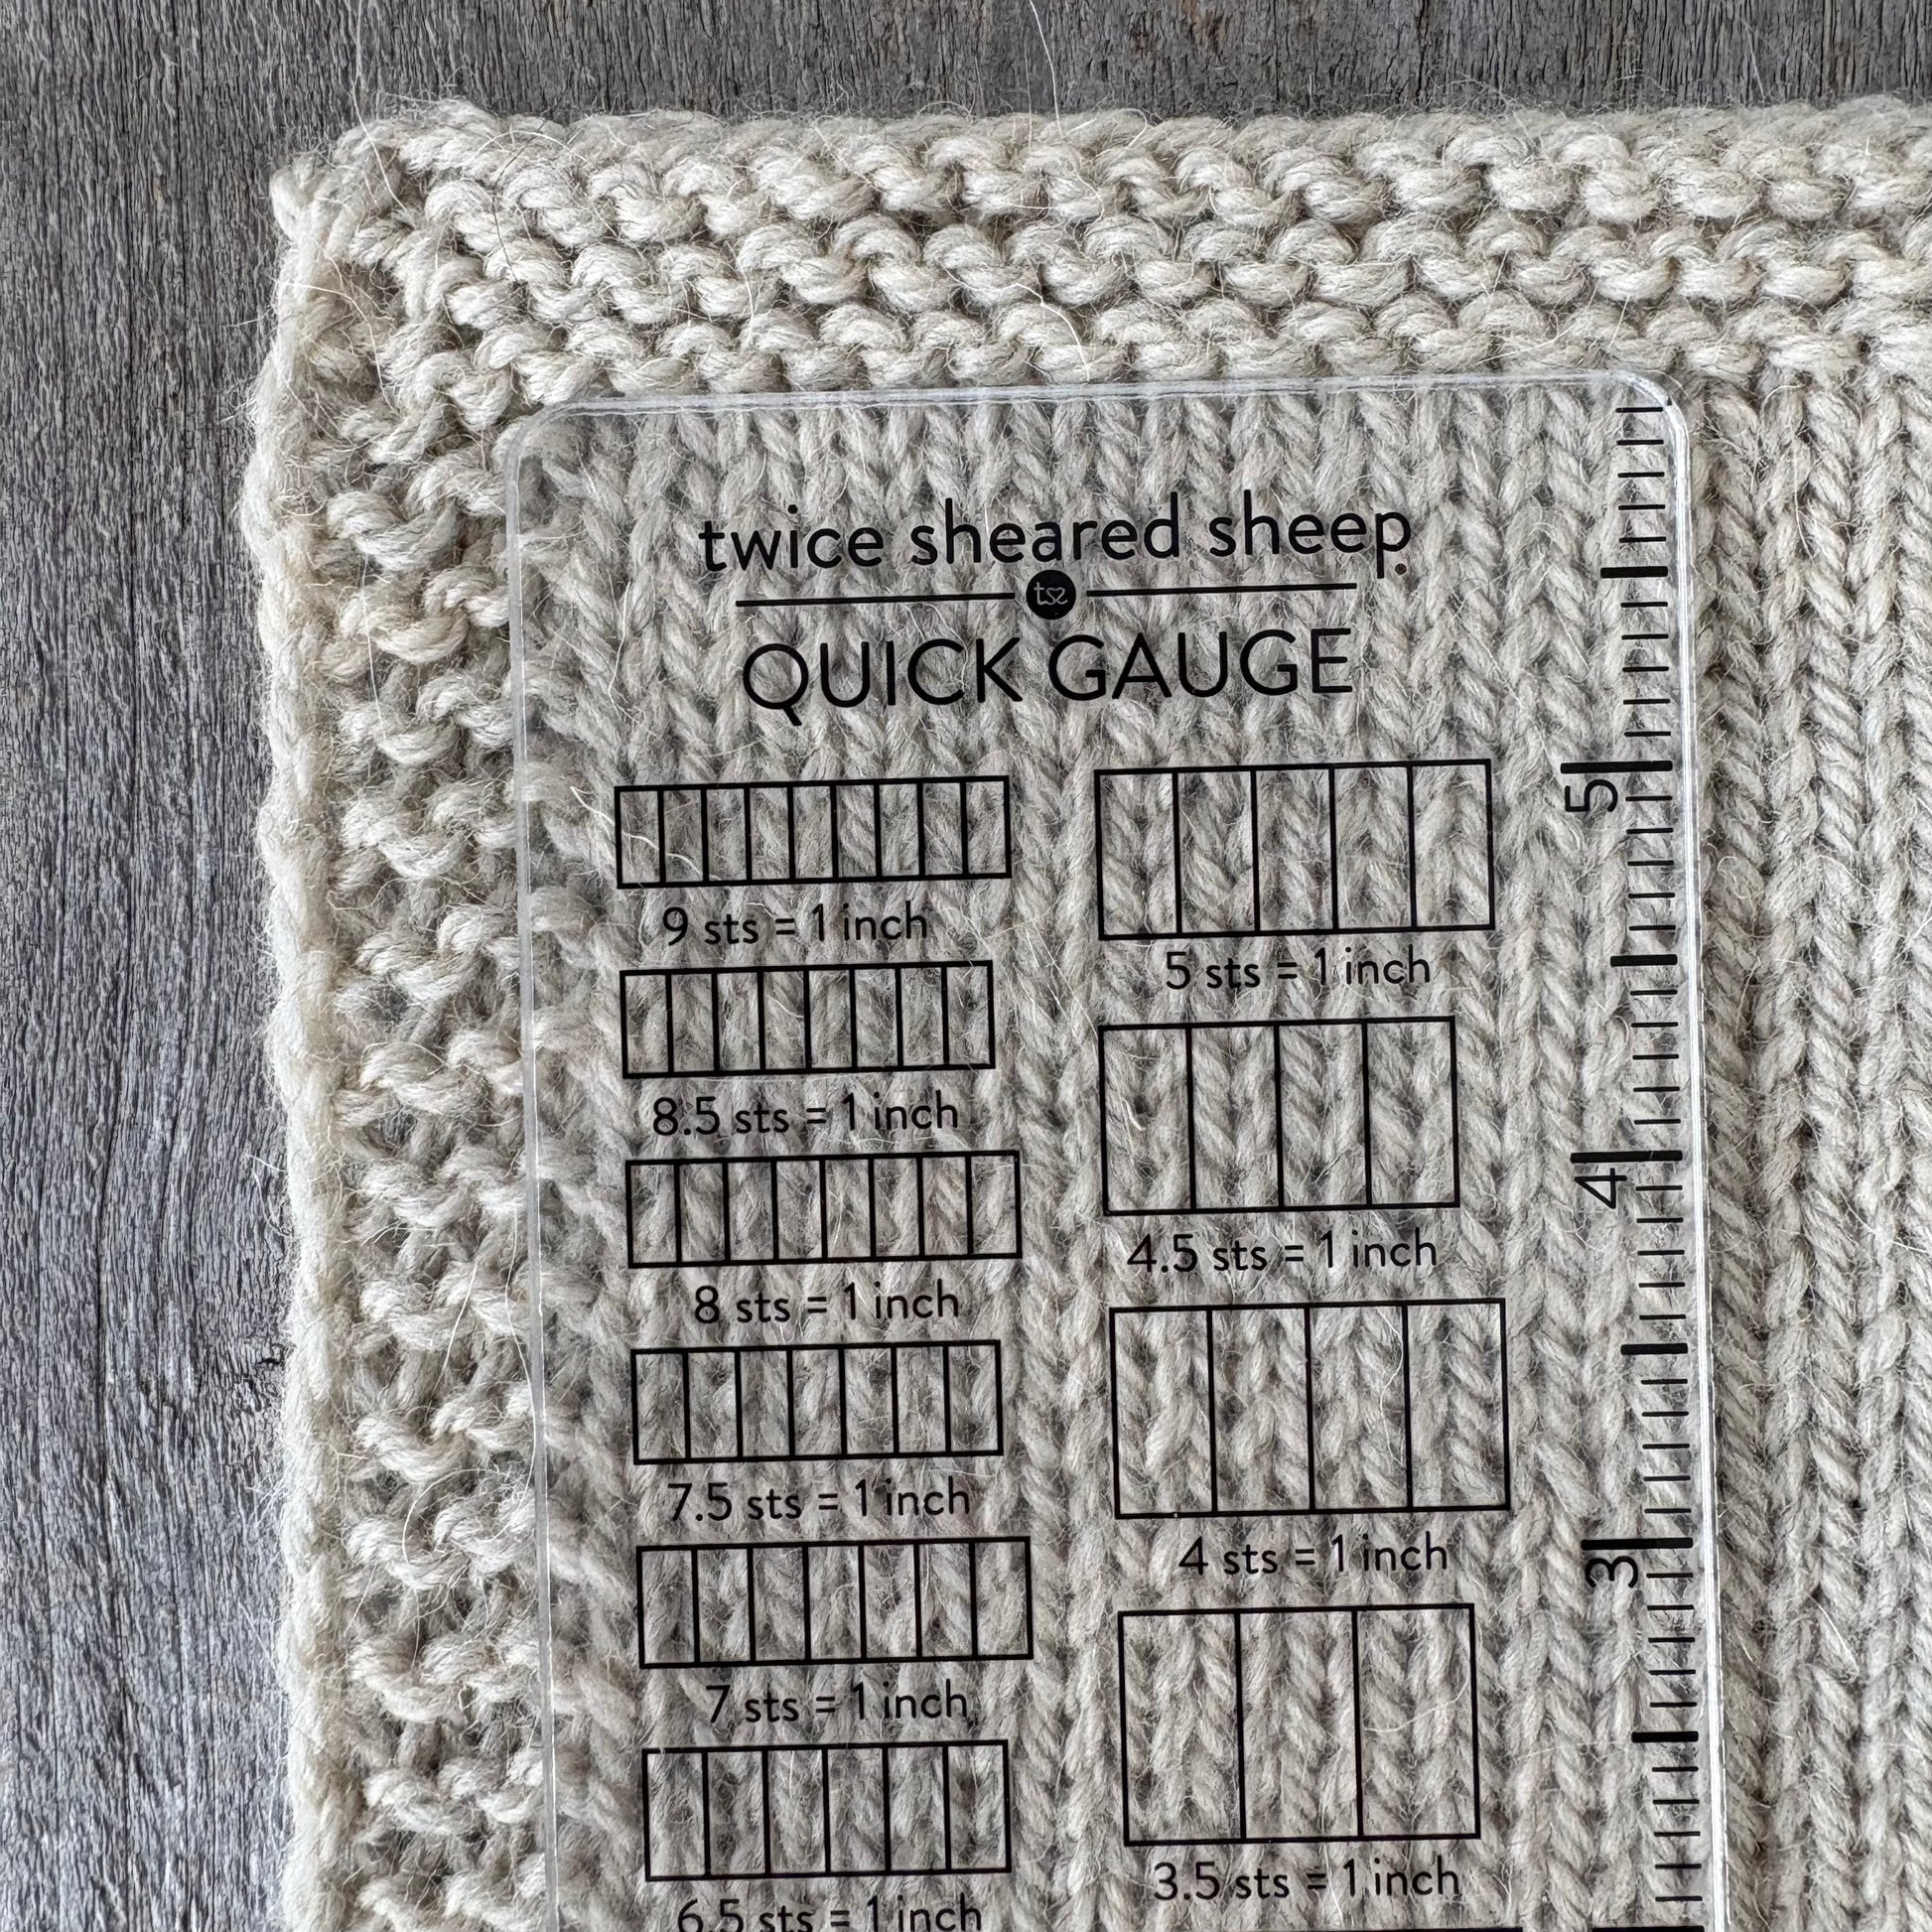 twice sheared sheep
tss
QUICK GAUGE
9 sts = 1 inch
8.5 sts = 1 inch
8 sts = 1 inch
7.5 sts = 1 inch
7 sts = 1 inch
6.5 sts = 1 inch
5 sts = 1 inch
4.5 sts = 1 inch
4 sts = 1 inch
3.5 sts = 1 inch
5
4
3